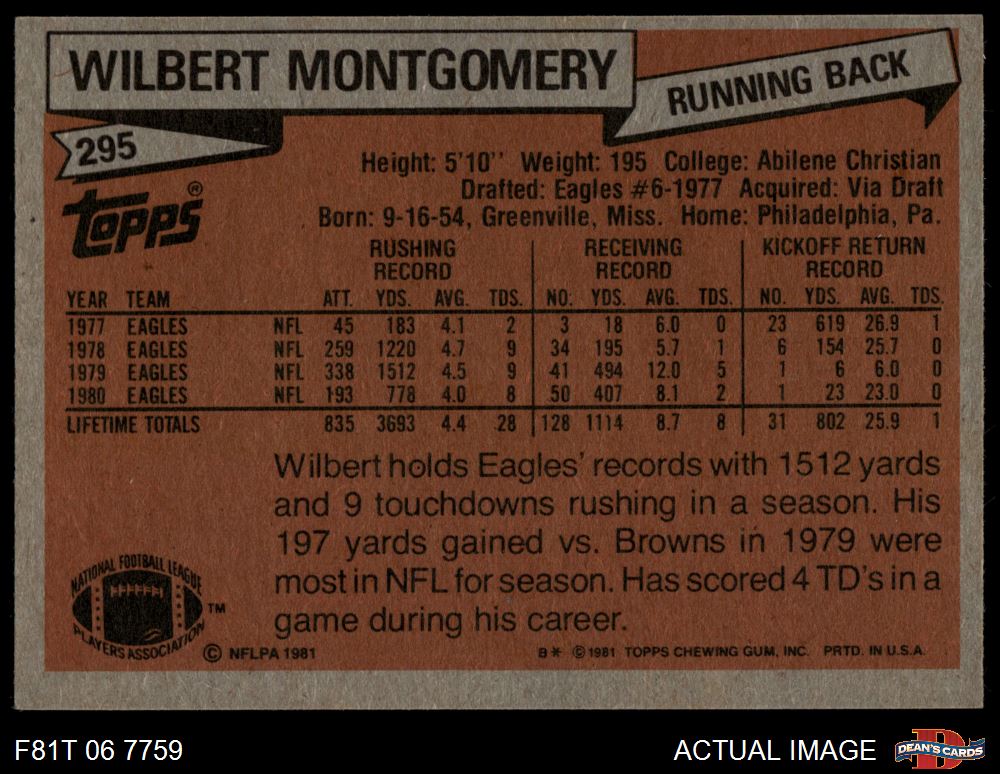 WILBERT MONTGOMERY
RUNNING BACK
295
TOPPS®
Height: 5'10'' Weight: 195 College: Abilene Christian
Drafted: Eagles #6-1977 Acquired: Via Draft
Born: 9-16-54, Greenville, Miss. Home: Philadelphia, Pa.
RUSHING RECORD RECEIVING RECORD KICKOFF RETURN RECORD
YEAR TEAM ATT. YDS. AVG. TDS. NO. YDS. AVG. TDS. NO. YDS. AVG. TDS.
1977 EAGLES NFL 45 183 4.1 2 3 18 6.0 0 23 619 26.9 1
1978 EAGLES NFL 259 1220 4.7 9 34 195 5.7 1 6 154 25.7 0
1979 EAGLES NFL 338 1512 4.5 9 41 494 12.0 5 1 6 6.0 0
1980 EAGLES NFL 193 778 4.0 8 50 407 8.1 2 1 23 23.0 0
LIFETIME TOTALS 835 3693 4.4 28 128 1114 8.7 8 31 802 25.9 1
Wilbert holds Eagles' records with 1512 yards
and 9 touchdowns rushing in a season. His
197 yards gained vs. Browns in 1979 were
most in NFL for season. Has scored 4 TD's in a
game during his career.
NATIONAL FOOTBALL LEAGUE
PLAYERS ASSOCIATION
TM
© NFLPA 1981
B* ©1981 TOPPS CHEWING GUM, INC. PRTD. IN U.S.A.
F81T 06 7759
ACTUAL IMAGE
DEAN'S CARDS